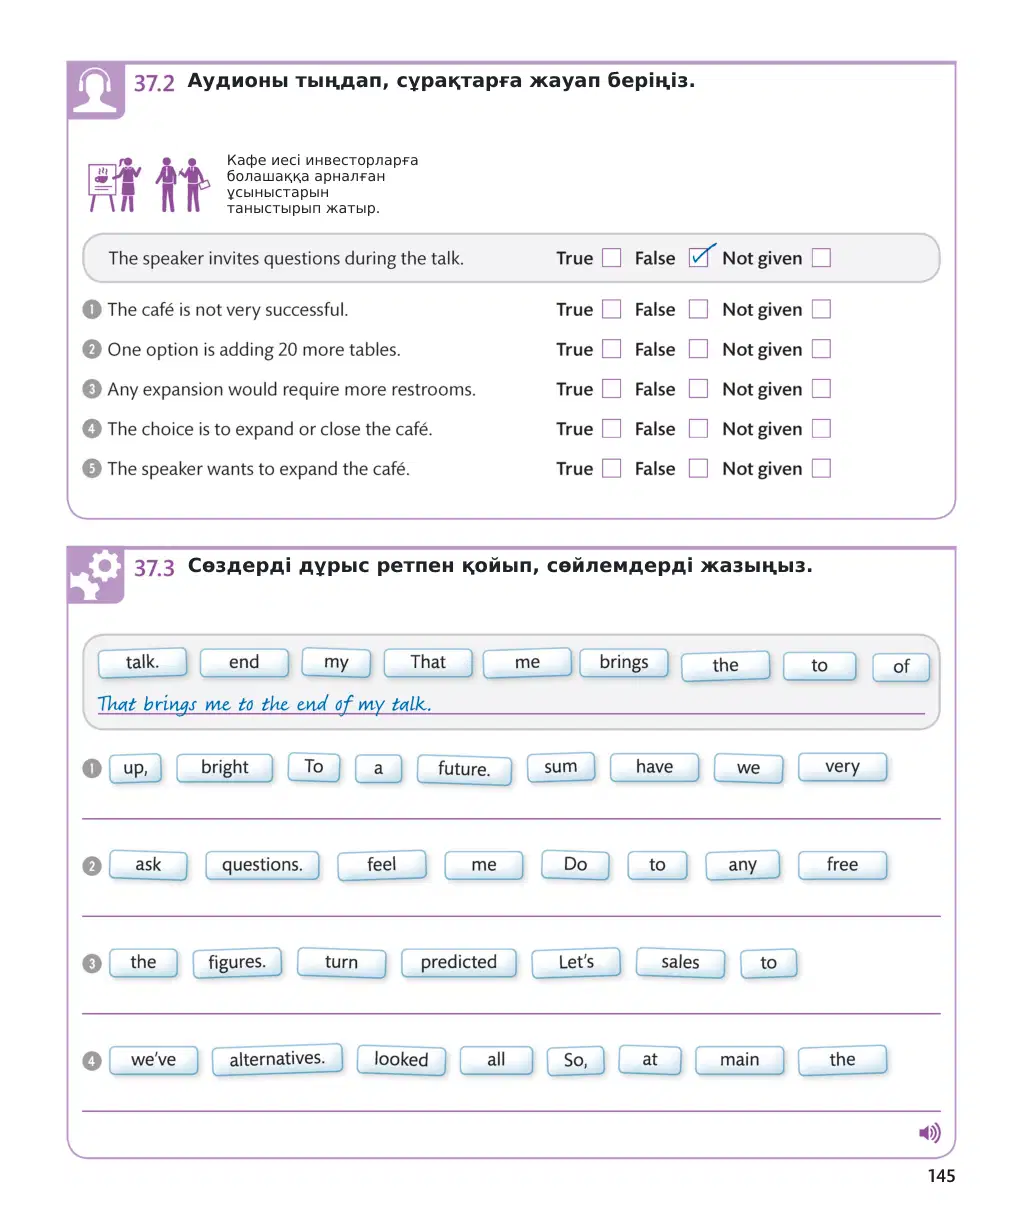 37.2 Аудионы тыңдап, сұрақтарға жауап беріңіз.
Кафе иесі инвесторларға
болашаққа арналған
ұсыныстарын
таныстырып жатыр.
The speaker invites questions during the talk. True False Not given
1 The café is not very successful. True False Not given
2 One option is adding 20 more tables. True False Not given
3 Any expansion would require more restrooms. True False Not given
4 The choice is to expand or close the café. True False Not given
5 The speaker wants to expand the café. True False Not given
37.3 Сөздерді дұрыс ретпен қойып, сөйлемдерді жазыңыз.
talk. end my That me brings the to of
That brings me to the end of my talk.
1 up, bright To a future. sum have we very
2 ask questions. feel me Do to any free
3 the figures. turn predicted Let's sales to
4 we've alternatives. looked all So, at main the
145